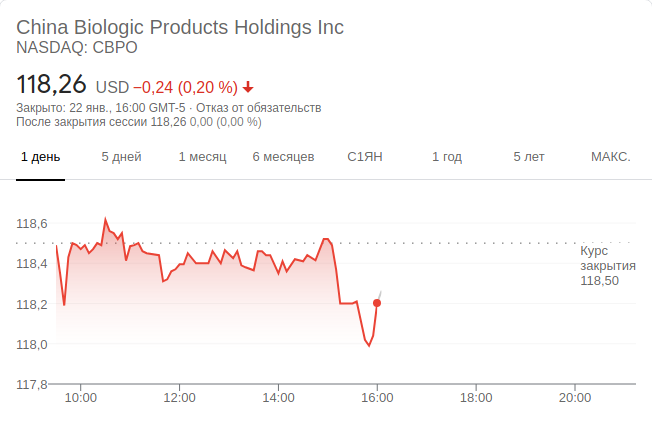 China Biologic Products Holdings Inc
NASDAQ: CBPO
118,26 USD −0,24 (0,20 %)
Закрыто: 22 янв., 16:00 GMT-5 · Отказ от обязательств
После закрытия сессии 118,26 0,00 (0,00 %)
1 день 5 дней 1 месяц 6 месяцев С1ЯН 1 год 5 лет МАКС.
118,6
118,4
118,2
118,0
117,8
Курс
закрытия
118,50
10:00 12:00 14:00 16:00 18:00 20:00